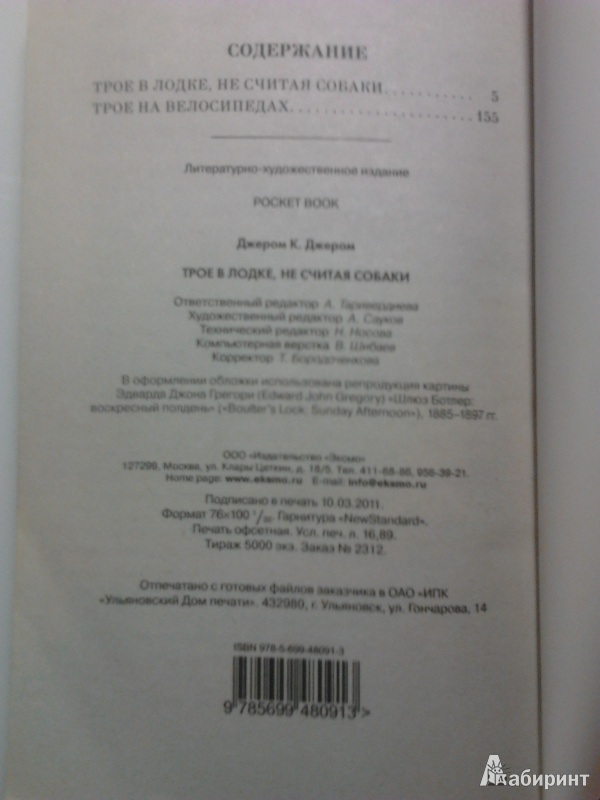 СОДЕРЖАНИЕ
ТРОЕ В ЛОДКЕ, НЕ СЧИТАЯ СОБАКИ. . . . . . . . . . . 5
ТРОЕ НА ВЕЛОСИПЕДАХ. . . . . . . . . . . . . . . . . . . . . . 155
Литературно-художественное издание
POCKET BOOK
Джером К. Джером
ТРОЕ В ЛОДКЕ, НЕ СЧИТАЯ СОБАКИ
Ответственный редактор А. Таривердиева
Художественный редактор А. Сауков
Технический редактор Н. Носова
Компьютерная верстка В. Шибаев
Корректор Т. Бородоченкова
В оформлении обложки использована репродукция картины
Эдварда Джона Грегори (Edward John Gregory) «Шлюз Ботлер:
воскресный полдень» («Boulter's Lock: Sunday Afternoon»), 1885–1897 гг.
ООО «Издательство «Эксмо»
127299, Москва, ул. Клары Цеткин, д. 18/5. Тел. 411-68-86, 956-39-21.
Home page: www.eksmo.ru E-mail: info@eksmo.ru
Подписано в печать 10.03.2011.
Формат 76×100 1/32. Гарнитура «NewStandard».
Печать офсетная. Усл. печ. л. 16,89.
Тираж 5000 экз. Заказ № 2312.
Отпечатано с готовых файлов заказчика в ОАО «ИПК
«Ульяновский Дом печати». 432980, г. Ульяновск, ул. Гончарова, 14
ISBN 978-5-699-48091-3
9 785699 480913>
Лабиринт